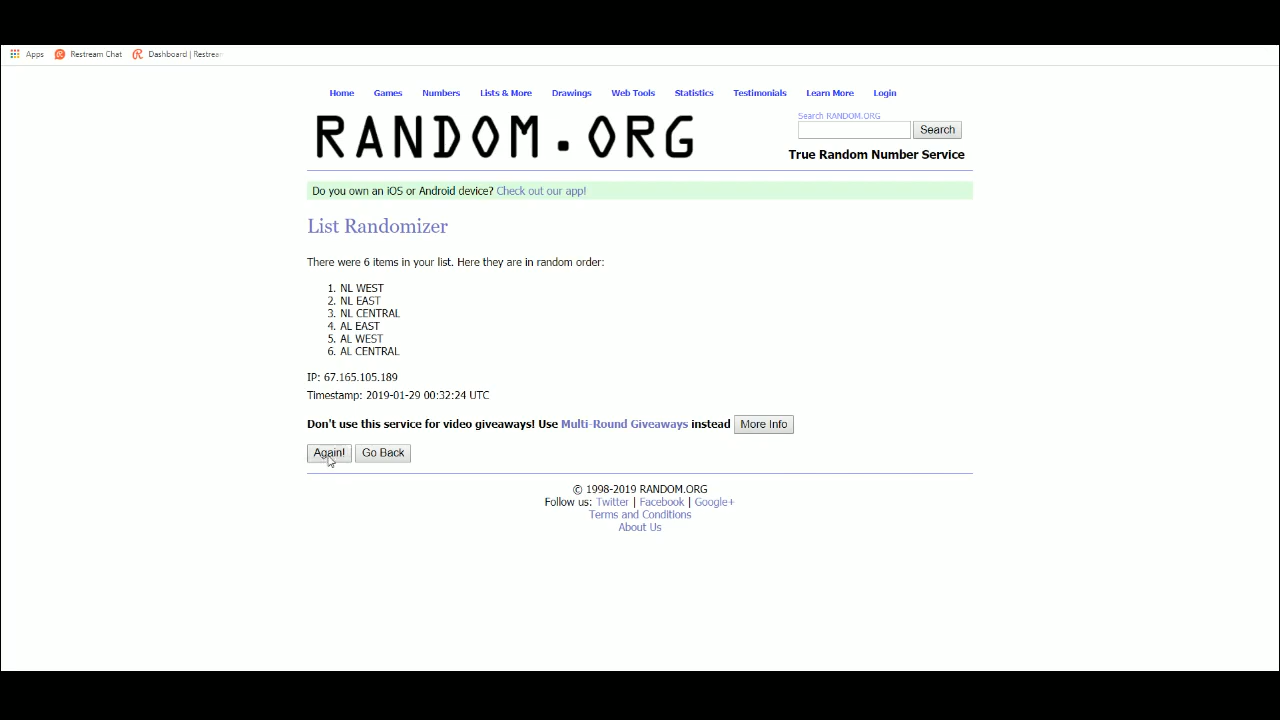 Apps Restream Chat Dashboard | Restrea
Home Games Numbers Lists & More Drawings Web Tools Statistics Testimonials Learn More Login
RANDOM.ORG
Search RANDOM.ORG
Search
True Random Number Service
Do you own an iOS or Android device? Check out our app!
List Randomizer
There were 6 items in your list. Here they are in random order:
1. NL WEST
2. NL EAST
3. NL CENTRAL
4. AL EAST
5. AL WEST
6. AL CENTRAL
IP: 67.165.105.189
Timestamp: 2019-01-29 00:32:24 UTC
Don't use this service for video giveaways! Use Multi-Round Giveaways instead More Info
Again! Go Back
© 1998-2019 RANDOM.ORG
Follow us: Twitter | Facebook | Google+
Terms and Conditions
About Us